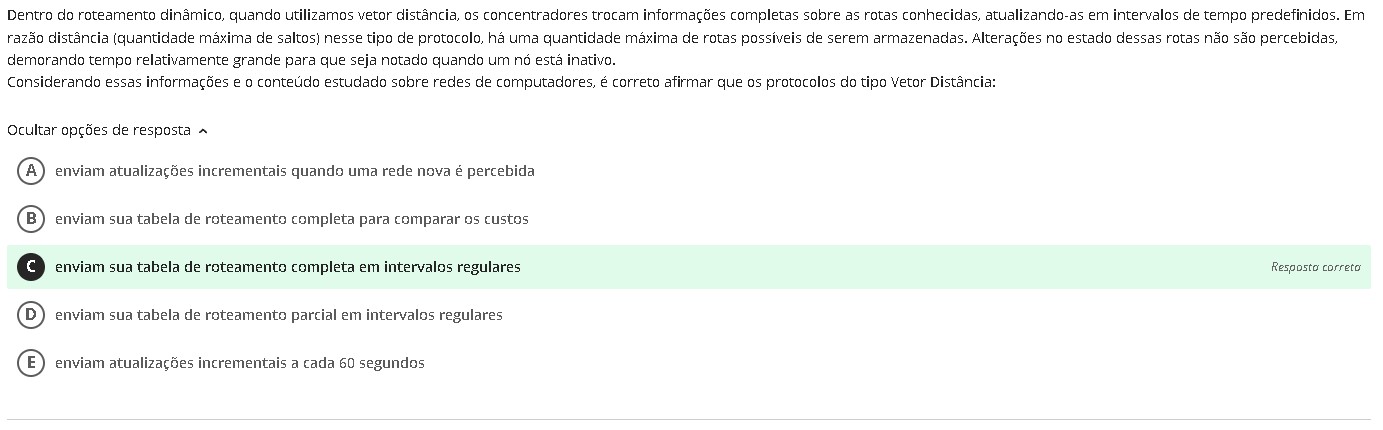 Dentro do roteamento dinâmico, quando utilizamos vetor distância, os concentradores trocam informações completas sobre as rotas conhecidas, atualizando-as em intervalos de tempo predefinidos. Em
razão distância (quantidade máxima de saltos) nesse tipo de protocolo, há uma quantidade máxima de rotas possíveis de serem armazenadas. Alterações no estado dessas rotas não são percebidas,
demorando tempo relativamente grande para que seja notado quando um nó está inativo.
Considerando essas informações e o conteúdo estudado sobre redes de computadores, é correto afirmar que os protocolos do tipo Vetor Distância:
Ocultar opções de resposta
A enviam atualizações incrementais quando uma rede nova é percebida
B enviam sua tabela de roteamento completa para comparar os custos
C enviam sua tabela de roteamento completa em intervalos regulares Resposta correta
D enviam sua tabela de roteamento parcial em intervalos regulares
E enviam atualizações incrementais a cada 60 segundos